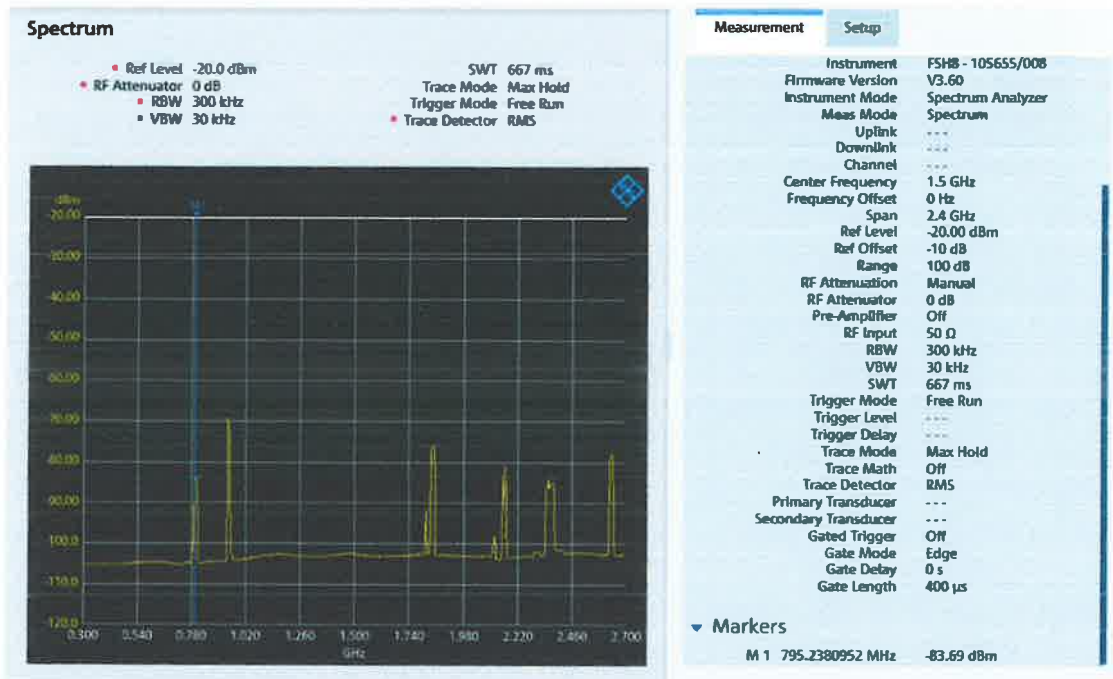 Spectrum
Ref Level -20.0 dBm
RF Attenuator 0 dB
RBW 300 kHz
VBW 30 kHz
SWT 667 ms
Trace Mode Max Hold
Trigger Mode Free Run
Trace Detector RMS
dBm
-20.00
-30.00
-40.00
-50.00
-60.00
-70.00
-80.00
-90.00
-100.0
-110.0
-120.0
0.300 0.540 0.780 1.020 1.260 1.500 1.740 1.980 2.220 2.460 2.700
GHz
Measurement Setup
Instrument FSH8 - 105655/008
Firmware Version V3.60
Instrument Mode Spectrum Analyzer
Meas Mode Spectrum
Uplink ---
Downlink ---
Channel ---
Center Frequency 1.5 GHz
Frequency Offset 0 Hz
Span 2.4 GHz
Ref Level -20.00 dBm
Ref Offset -10 dB
Range 100 dB
RF Attenuation Manual
RF Attenuator 0 dB
Pre-Amplifier Off
RF Input 50 Ω
RBW 300 kHz
VBW 30 kHz
SWT 667 ms
Trigger Mode Free Run
Trigger Level ---
Trigger Delay ---
Trace Mode Max Hold
Trace Math Off
Trace Detector RMS
Primary Transducer ---
Secondary Transducer ---
Gated Trigger Off
Gate Mode Edge
Gate Delay 0 s
Gate Length 400 µs
Markers
M 1 795.2380952 MHz -83.69 dBm